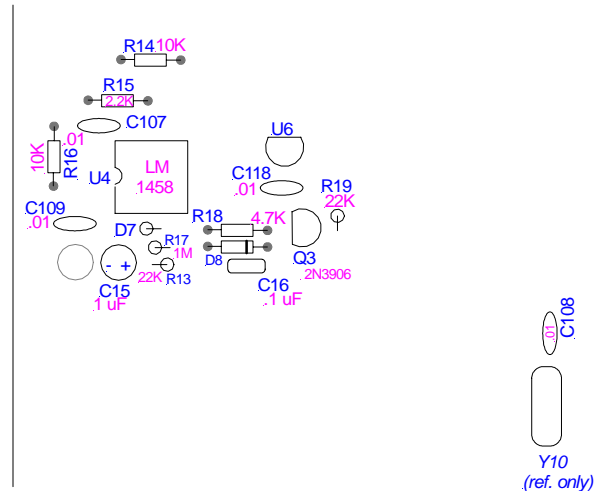 R14 10K
R15
2.2K
C107
.01
10K
R16
U4
LM
1458
U6
C118
.01
R19
22K
C109
.01
D7
R18
4.7K
R17
1M
D8
Q3
2N3906
22K
R13
- +
C15
.1 uF
C16
.1 uF
.01
C108
Y10
(ref. only)